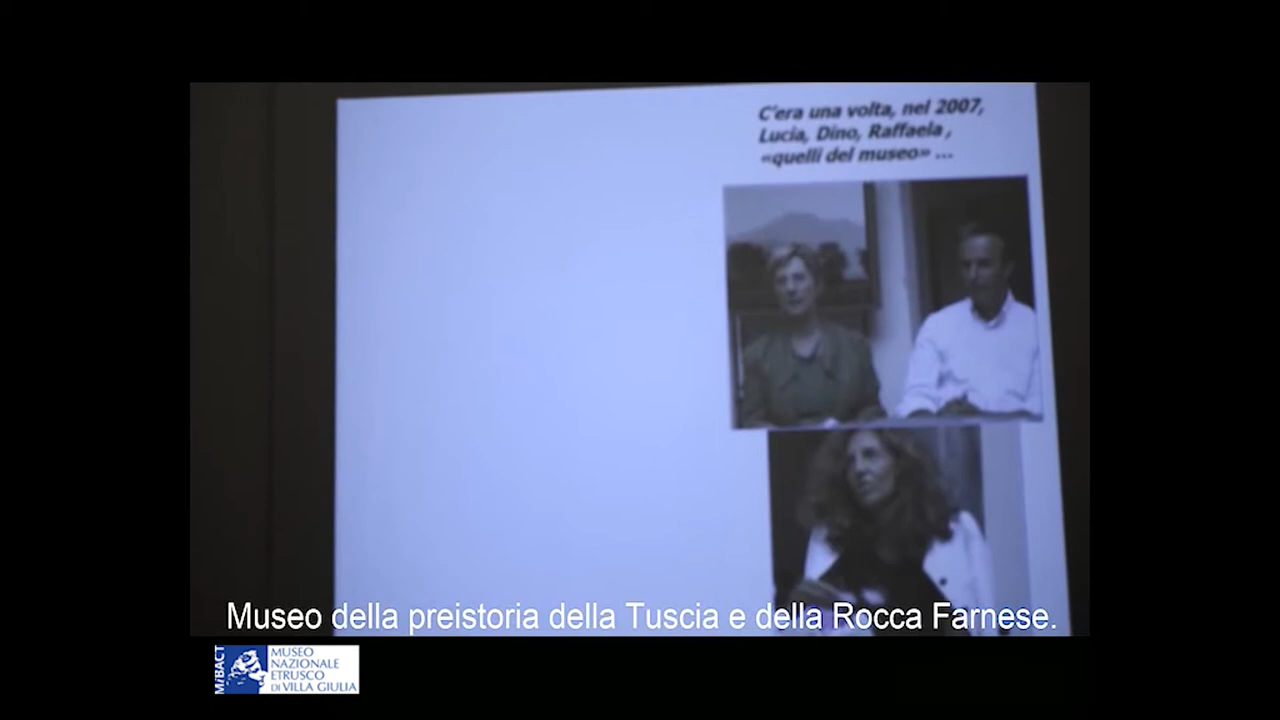 C'era una volta, nel 2007,
Lucia, Dino, Raffaela ,
«quelli del museo» ...
Museo della preistoria della Tuscia e della Rocca Farnese.
MiBACT
MUSEO
NAZIONALE
ETRUSCO
DI VILLA GIULIA